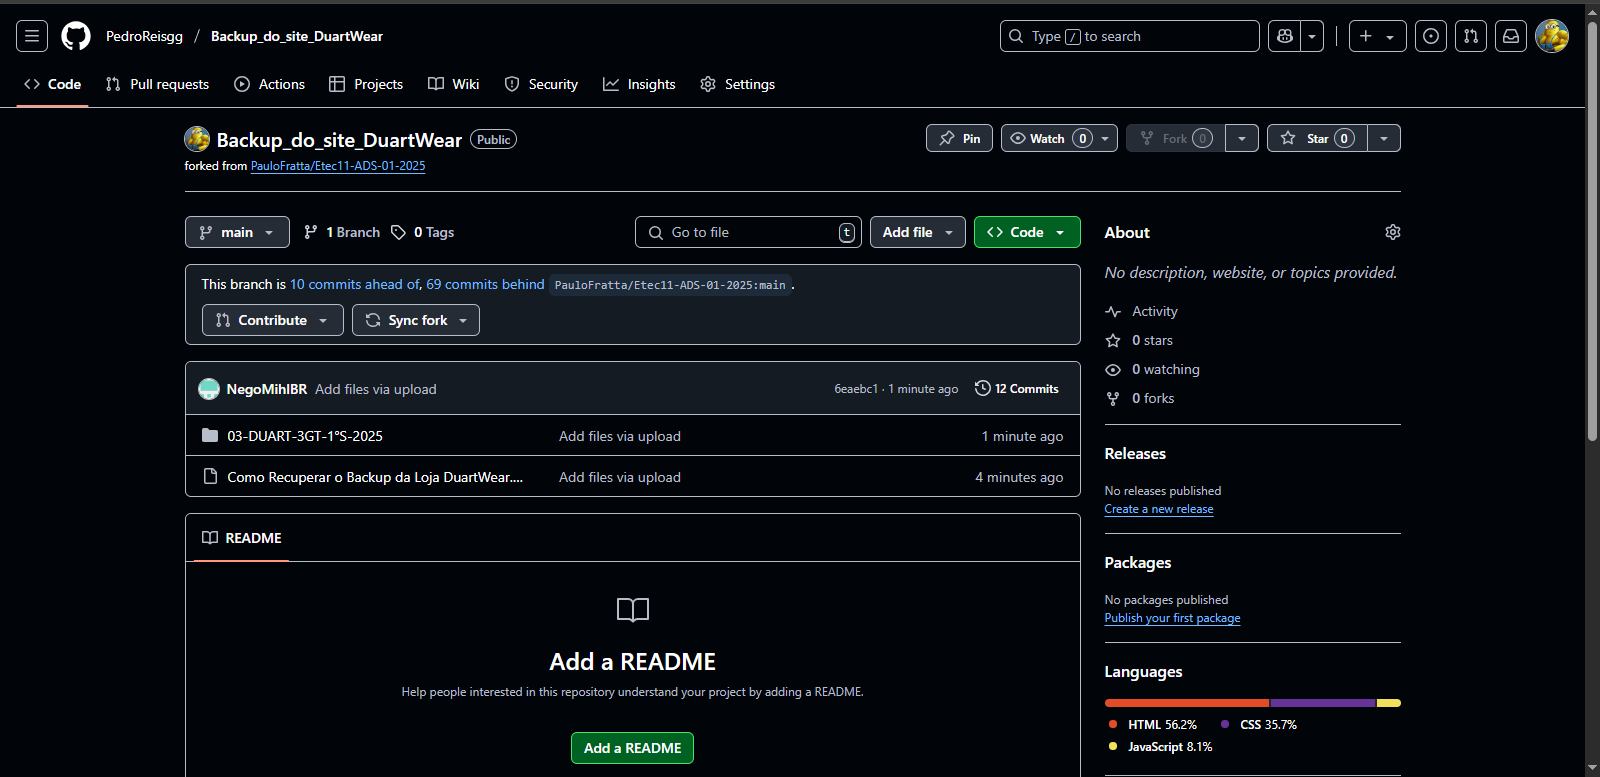 PedroReisgg / Backup_do_site_DuartWear
Type / to search
Code Pull requests Actions Projects Wiki Security Insights Settings
Backup_do_site_DuartWear Public
forked from PauloFratta/Etec11-ADS-01-2025
Pin Watch 0 Fork 0 Star 0
main 1 Branch 0 Tags Go to file t Add file Code
This branch is 10 commits ahead of, 69 commits behind PauloFratta/Etec11-ADS-01-2025:main .
Contribute Sync fork
NegoMihIBR Add files via upload 6eaebc1 · 1 minute ago 12 Commits
03-DUART-3GT-1ºS-2025 Add files via upload 1 minute ago
Como Recuperar o Backup da Loja DuartWear.... Add files via upload 4 minutes ago
README
Add a README
Help people interested in this repository understand your project by adding a README.
Add a README
About
No description, website, or topics provided.
Activity
0 stars
0 watching
0 forks
Releases
No releases published
Create a new release
Packages
No packages published
Publish your first package
Languages
HTML 56.2% CSS 35.7%
JavaScript 8.1%